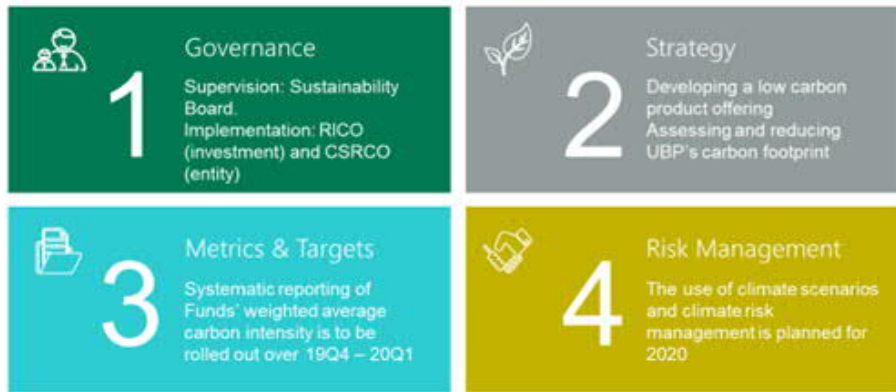 Governance
1
Supervision: Sustainability
Board.
Implementation: RICO
(investment) and CSRCO
(entity)
Strategy
2
Developing a low carbon
product offering
Assessing and reducing
UBP's carbon footprint
Metrics & Targets
3
Systematic reporting of
Funds' weighted average
carbon intensity is to be
rolled out over 19Q4 – 20Q1
Risk Management
4
The use of climate scenarios
and climate risk
management is planned for
2020